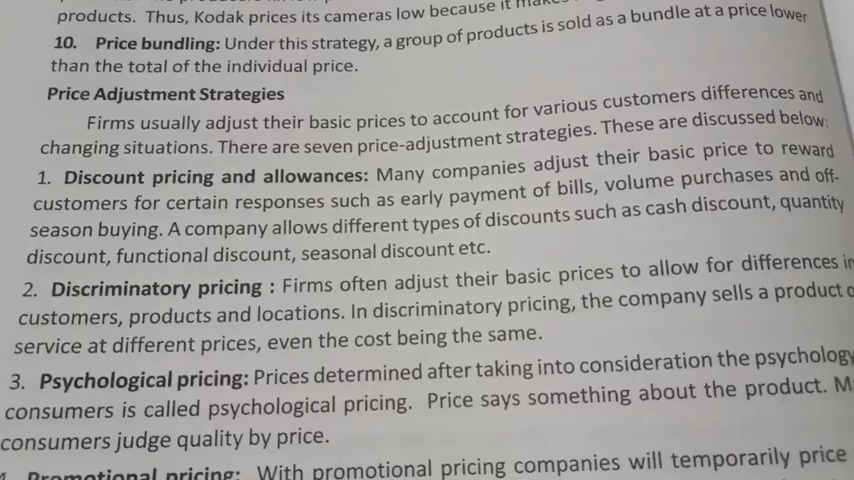 products. Thus, Kodak prices its cameras low because it
10. Price bundling: Under this strategy, a group of products is sold as a bundle at a price lower
than the total of the individual price.
Price Adjustment Strategies
Firms usually adjust their basic prices to account for various customers differences and
changing situations. There are seven price-adjustment strategies. These are discussed below:
1. Discount pricing and allowances: Many companies adjust their basic price to reward
customers for certain responses such as early payment of bills, volume purchases and off-
season buying. A company allows different types of discounts such as cash discount, quantity
discount, functional discount, seasonal discount etc.
2. Discriminatory pricing : Firms often adjust their basic prices to allow for differences in
customers, products and locations. In discriminatory pricing, the company sells a product
service at different prices, even the cost being the same.
3. Psychological pricing: Prices determined after taking into consideration the psychology
consumers is called psychological pricing. Price says something about the product.
consumers judge quality by price.
Promotional pricing: With promotional pricing companies will temporarily price